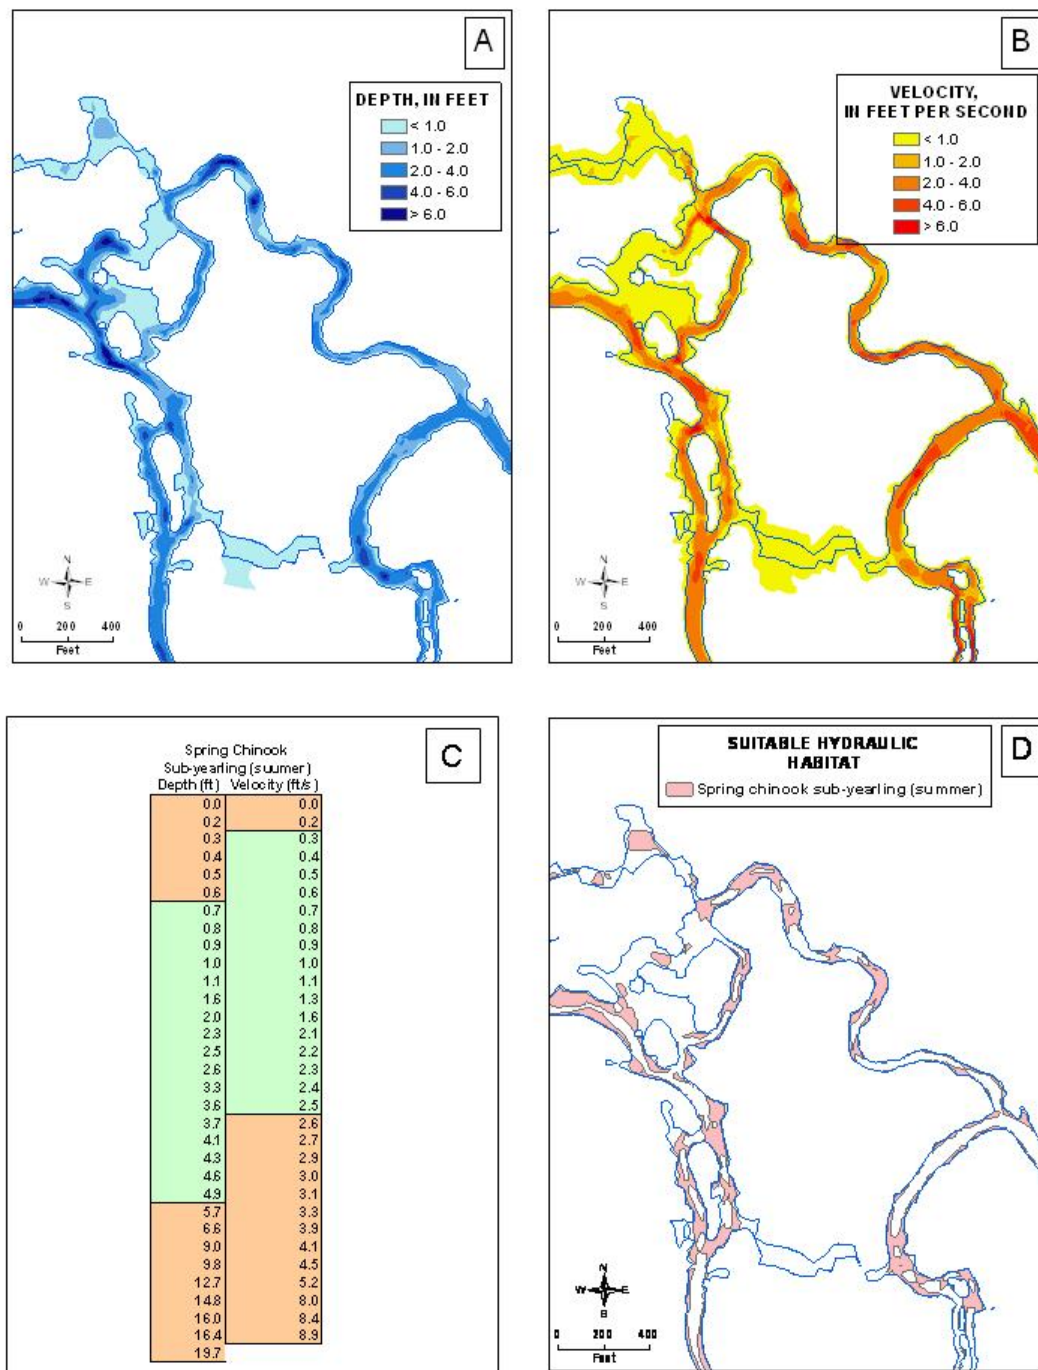 A
DEPTH, IN FEET
< 1.0
1.0 - 2.0
2.0 - 4.0
4.0 - 6.0
> 6.0
N
W E
S
0 200 400
Feet
B
VELOCITY,
IN FEET PER SECOND
< 1.0
1.0 - 2.0
2.0 - 4.0
4.0 - 6.0
> 6.0
N
W E
S
0 200 400
Feet
C
Spring Chinook
Sub-yearling (suumer)
Depth (ft) Velocity (ft/s )
0.0 0.0
0.2 0.2
0.3 0.3
0.4 0.4
0.5 0.5
0.6 0.6
0.7 0.7
0.8 0.8
0.9 0.9
1.0 1.0
1.1 1.1
1.6 1.3
2.0 1.6
2.3 2.1
2.5 2.2
2.6 2.3
3.3 2.4
3.6 2.5
3.7 2.6
4.1 2.7
4.3 2.9
4.6 3.0
4.9 3.1
5.7 3.3
6.6 3.9
9.0 4.1
9.8 4.5
12.7 5.2
14.8 8.0
16.0 8.4
16.4 8.9
19.7
D
SUITABLE HYDRAULIC
HABITAT
Spring chinook sub-yearling (summer)
N
W E
S
0 200 400
Feet